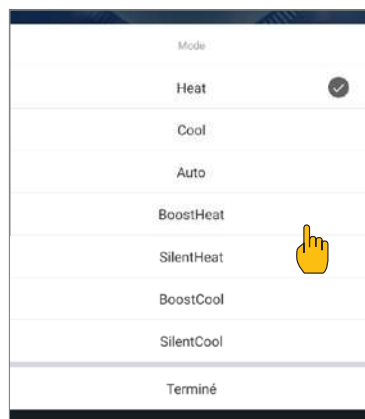 Mode
Heat
Cool
Auto
BoostHeat
SilentHeat
BoostCool
SilentCool
Terminé